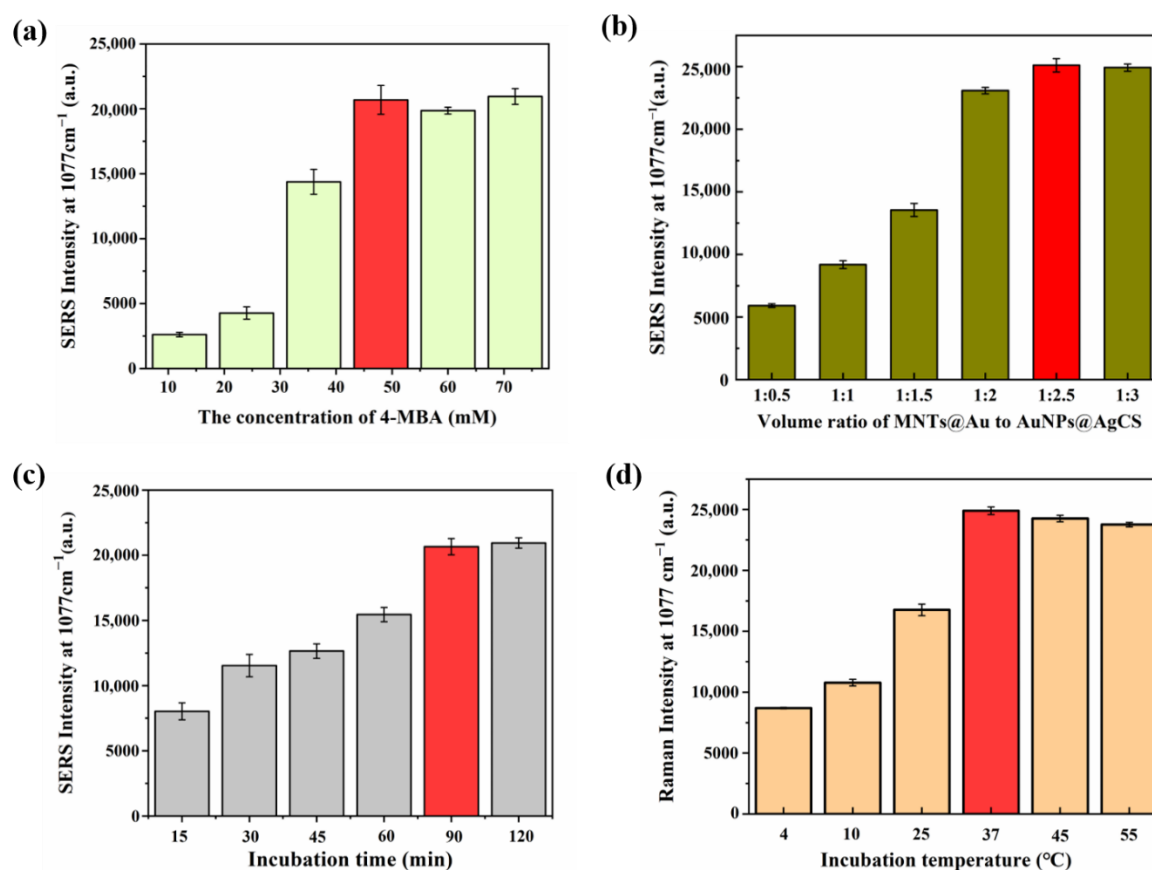 (a)
SERS Intensity at 1077cm⁻¹ (a.u.)
25,000
20,000
15,000
10,000
5000
0
10 20 30 40 50 60 70
The concentration of 4-MBA (mM)
(b)
SERS Intensity at 1077cm⁻¹(a.u.)
25,000
20,000
15,000
10,000
5000
0
1:0.5 1:1 1:1.5 1:2 1:2.5 1:3
Volume ratio of MNTs@Au to AuNPs@AgCS
(c)
SERS Intensity at 1077cm⁻¹(a.u.)
25,000
20,000
15,000
10,000
5000
0
15 30 45 60 90 120
Incubation time (min)
(d)
Raman Intensity at 1077 cm⁻¹ (a.u.)
25,000
20,000
15,000
10,000
5000
0
4 10 25 37 45 55
Incubation temperature (°C)